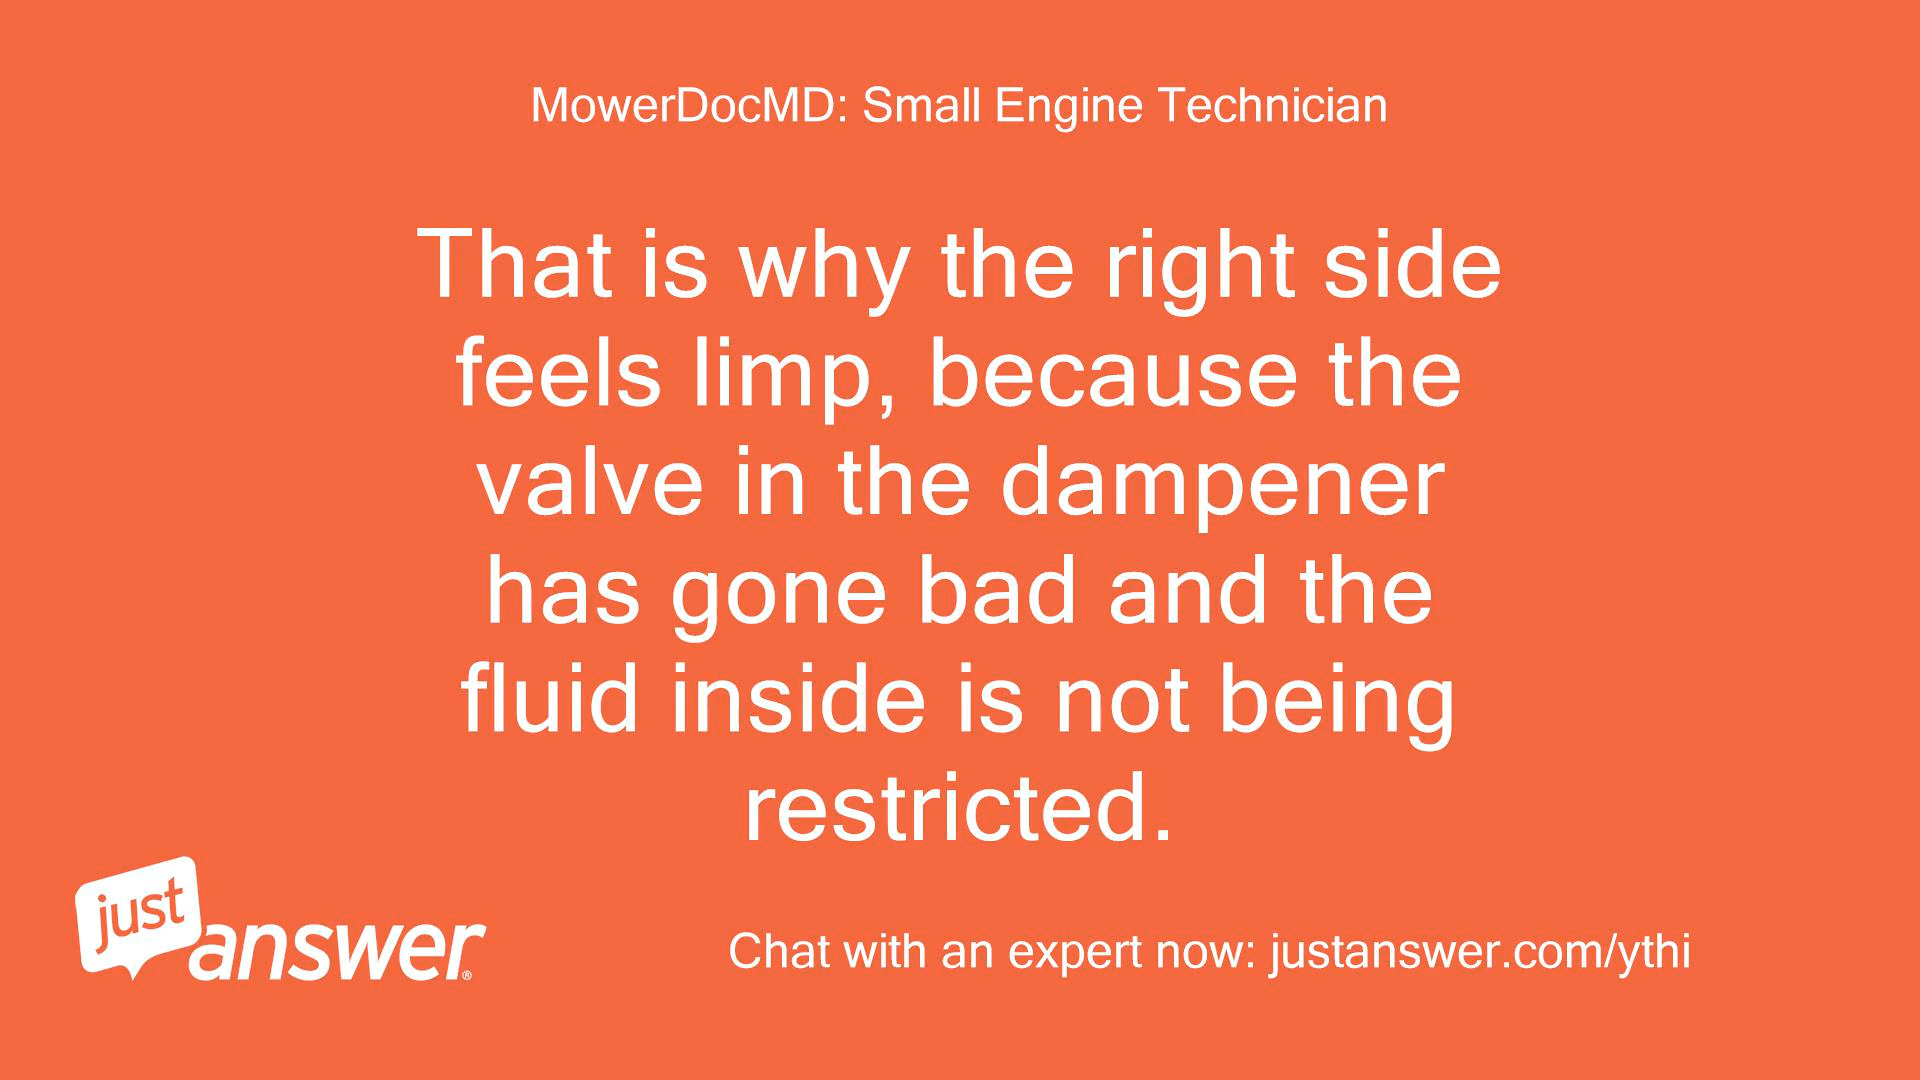 MowerDocMD: Small Engine Technician
That is why the right side
feels limp, because the
valve in the dampener
has gone bad and the
fluid inside is not being
restricted.
just
answer®
Chat with an expert now: justanswer.com/ythi